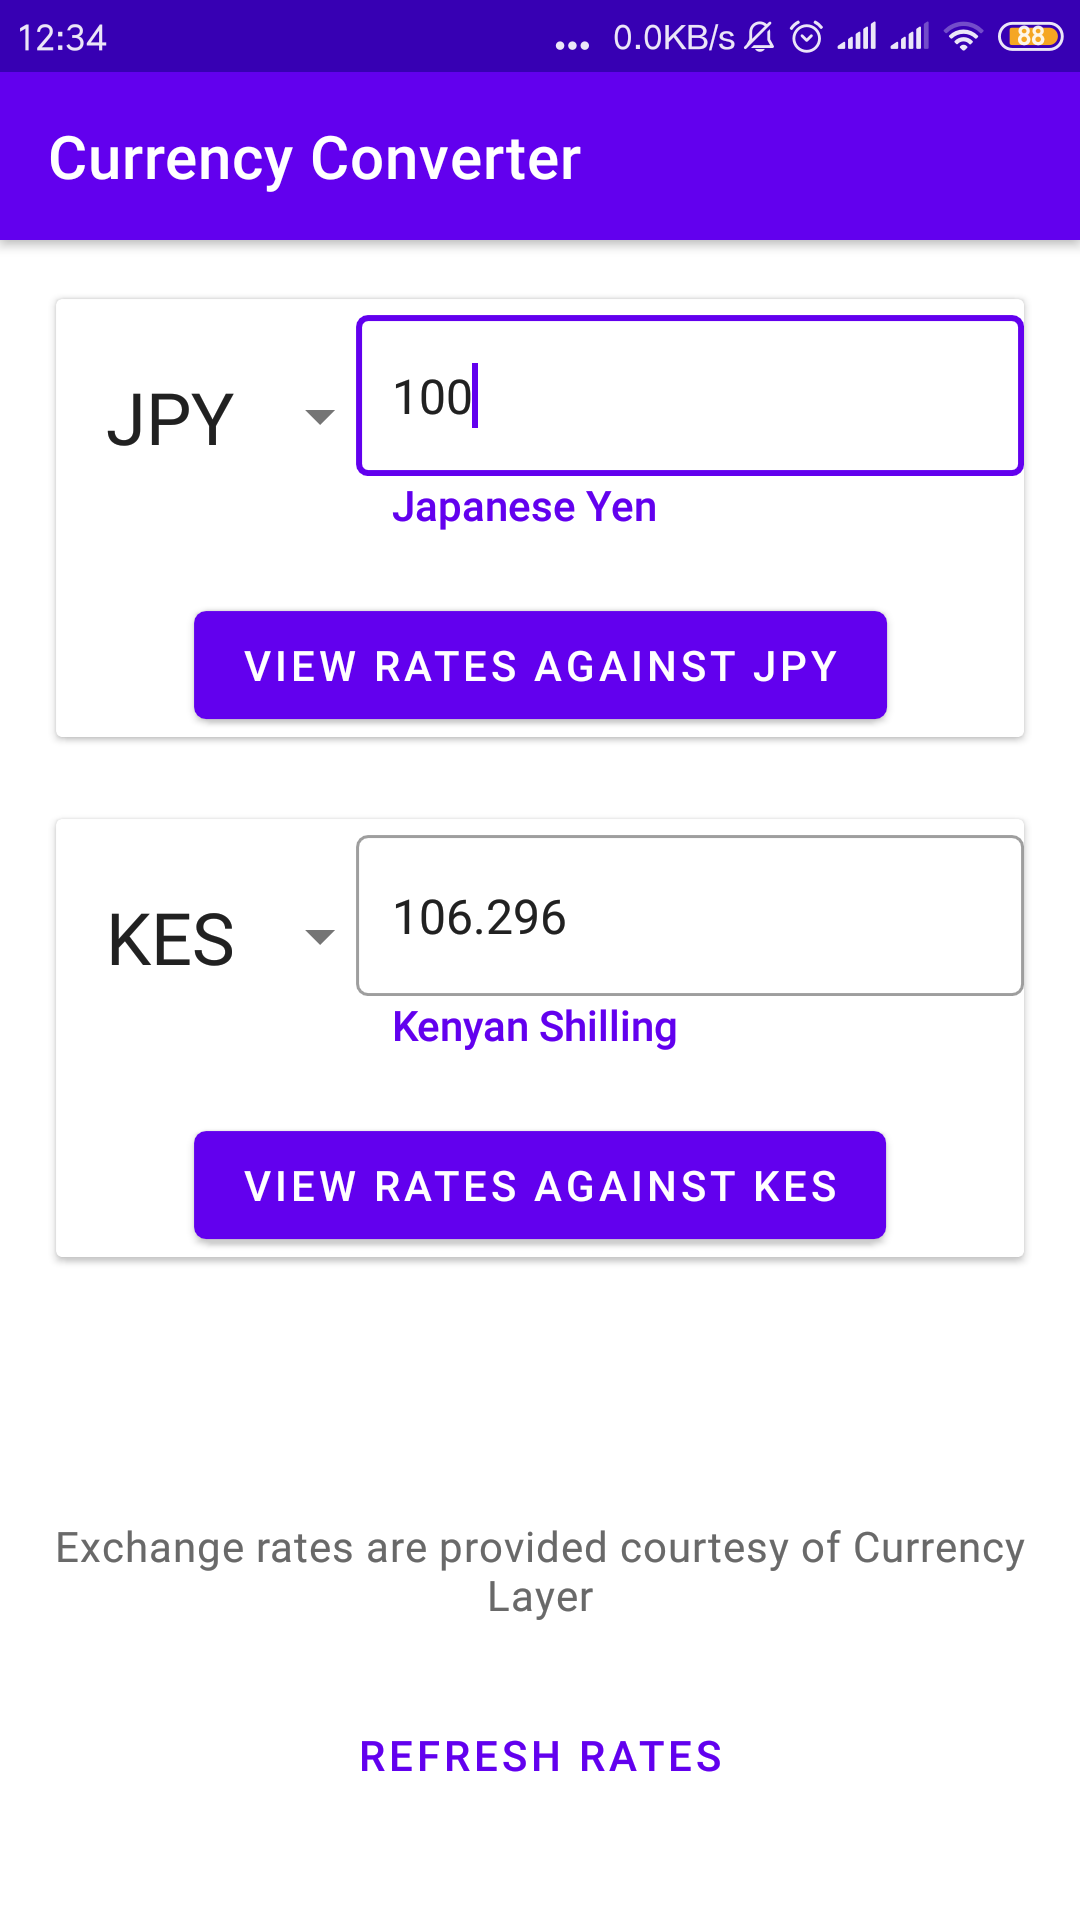 12:34
... 0.0KB/s 88
Currency Converter
JPY
100
Japanese Yen
VIEW RATES AGAINST JPY
KES
106.296
Kenyan Shilling
VIEW RATES AGAINST KES
Exchange rates are provided courtesy of Currency
Layer
REFRESH RATES